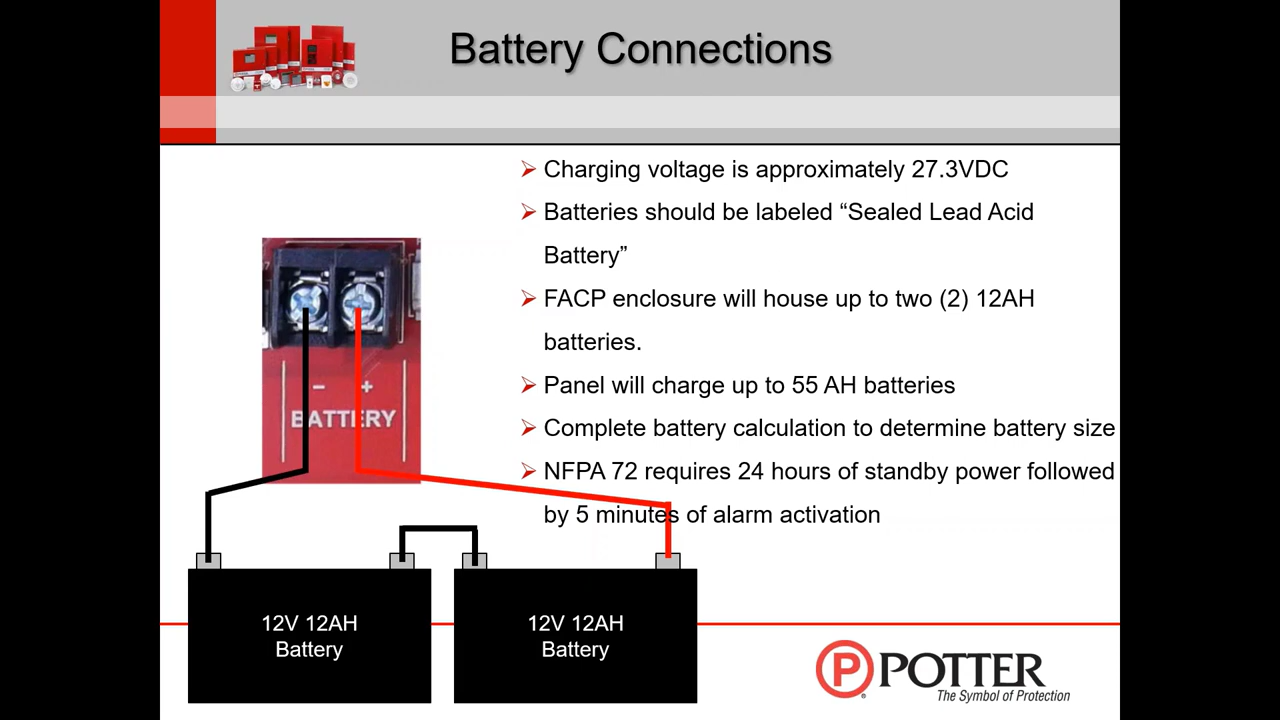 Battery Connections
➢ Charging voltage is approximately 27.3VDC
➢ Batteries should be labeled “Sealed Lead Acid
Battery”
➢ FACP enclosure will house up to two (2) 12AH
batteries.
➢ Panel will charge up to 55 AH batteries
➢ Complete battery calculation to determine battery size
➢ NFPA 72 requires 24 hours of standby power followed
by 5 minutes of alarm activation
− +
BATTERY
12V 12AH
Battery
12V 12AH
Battery
P POTTER
®
The Symbol of Protection